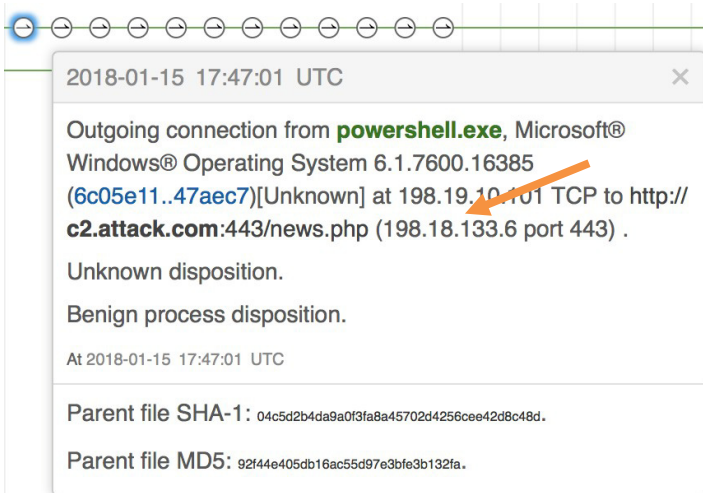 2018-01-15 17:47:01 UTC ×
Outgoing connection from powershell.exe, Microsoft®
Windows® Operating System 6.1.7600.16385
(6c05e11..47aec7)[Unknown] at 198.19.10.101 TCP to http://
c2.attack.com:443/news.php (198.18.133.6 port 443) .
Unknown disposition.
Benign process disposition.
At 2018-01-15 17:47:01 UTC
Parent file SHA-1: 04c5d2b4da9a0f3fa8a45702d4256cee42d8c48d.
Parent file MD5: 92f44e405db16ac55d97e3bfe3b132fa.